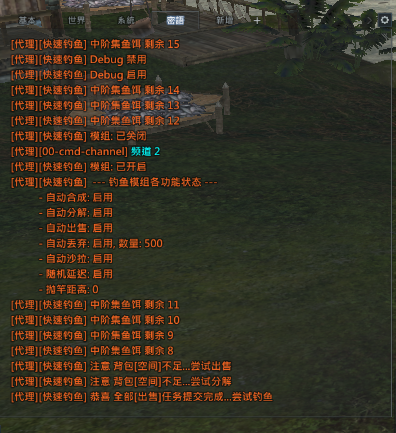 基本 世界 系統 密語 新增 +
[代理][快速钓鱼] 中阶集鱼饵 剩余 15
[代理][快速钓鱼] Debug 禁用
[代理][快速钓鱼] Debug 启用
[代理][快速钓鱼] 中阶集鱼饵 剩余 14
[代理][快速钓鱼] 中阶集鱼饵 剩余 13
[代理][快速钓鱼] 中阶集鱼饵 剩余 12
[代理][快速钓鱼] 模组: 已关闭
[代理][00-cmd-channel] 频道 2
[代理][快速钓鱼] 模组: 已开启
[代理][快速钓鱼] --- 钓鱼模组各功能状态 ---
- 自动合成: 启用
- 自动分解: 启用
- 自动出售: 启用
- 自动丢弃: 启用, 数量: 500
- 自动沙拉: 启用
- 随机延迟: 启用
- 抛竿距离: 0
[代理][快速钓鱼] 中阶集鱼饵 剩余 11
[代理][快速钓鱼] 中阶集鱼饵 剩余 10
[代理][快速钓鱼] 中阶集鱼饵 剩余 9
[代理][快速钓鱼] 中阶集鱼饵 剩余 8
[代理][快速钓鱼] 注意 背包[空间]不足...尝试出售
[代理][快速钓鱼] 注意 背包[空间]不足...尝试分解
[代理][快速钓鱼] 恭喜 全部[出售]任务提交完成...尝试钓鱼